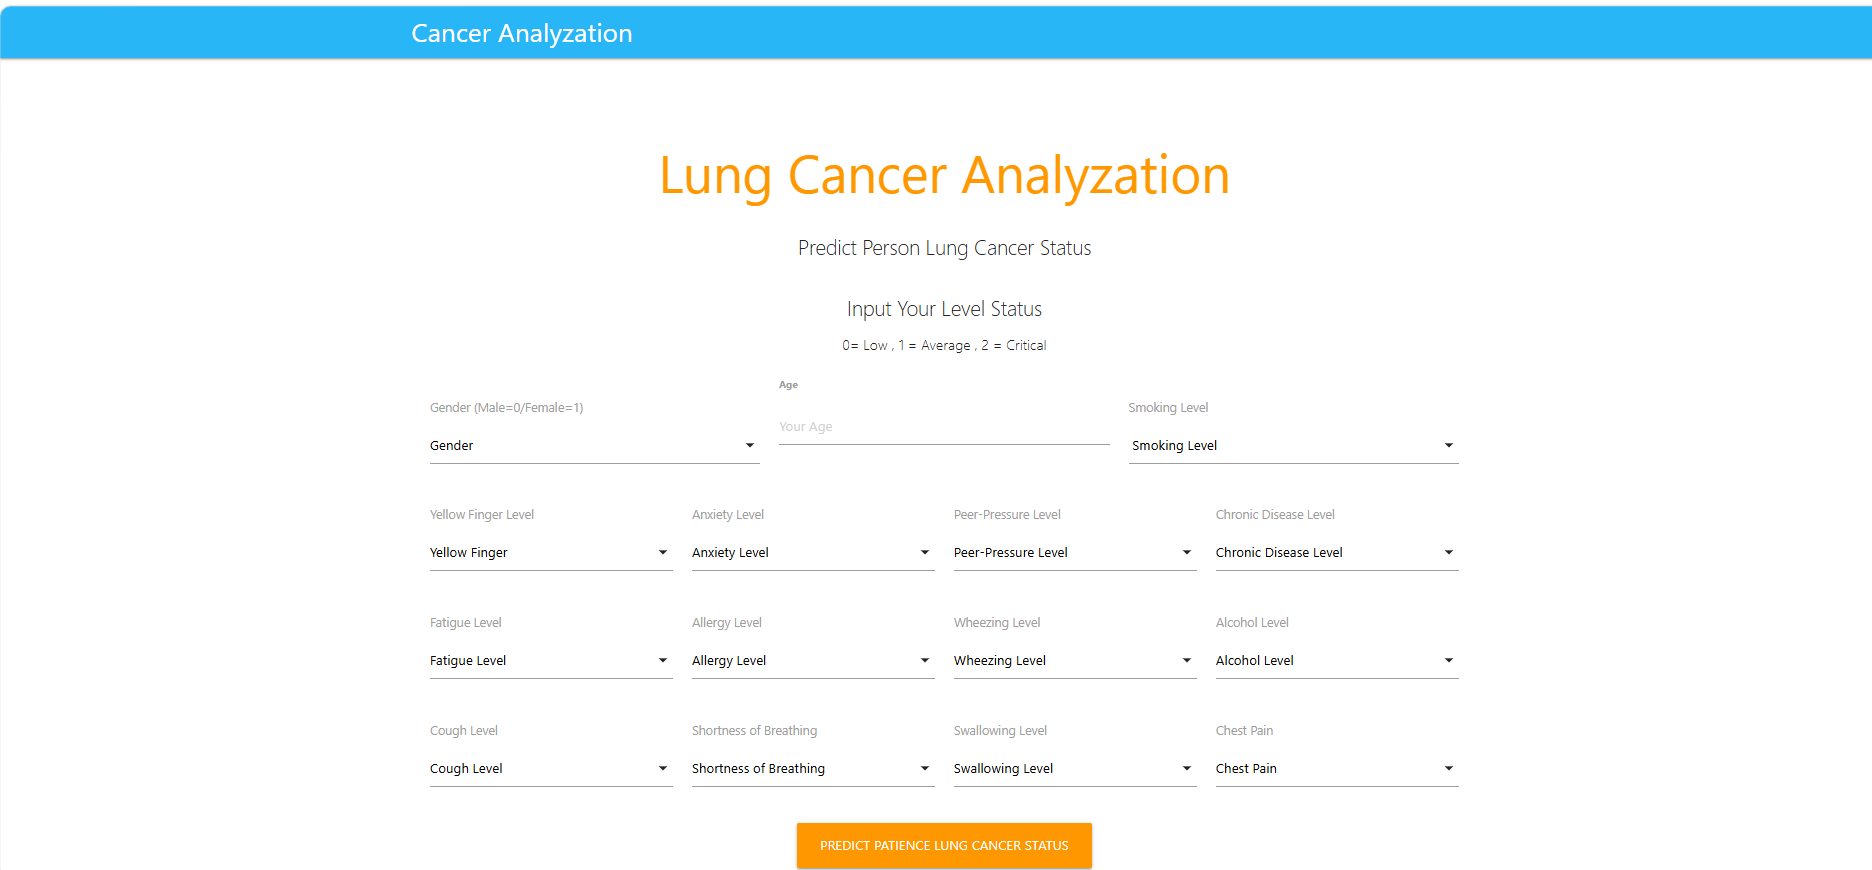 Cancer Analyzation
Lung Cancer Analyzation
Predict Person Lung Cancer Status
Input Your Level Status
0= Low , 1 = Average , 2 = Critical
Gender (Male=0/Female=1)
Gender
Age
Your Age
Smoking Level
Smoking Level
Yellow Finger Level
Yellow Finger
Anxiety Level
Anxiety Level
Peer-Pressure Level
Peer-Pressure Level
Chronic Disease Level
Chronic Disease Level
Fatigue Level
Fatigue Level
Allergy Level
Allergy Level
Wheezing Level
Wheezing Level
Alcohol Level
Alcohol Level
Cough Level
Cough Level
Shortness of Breathing
Shortness of Breathing
Swallowing Level
Swallowing Level
Chest Pain
Chest Pain
PREDICT PATIENCE LUNG CANCER STATUS